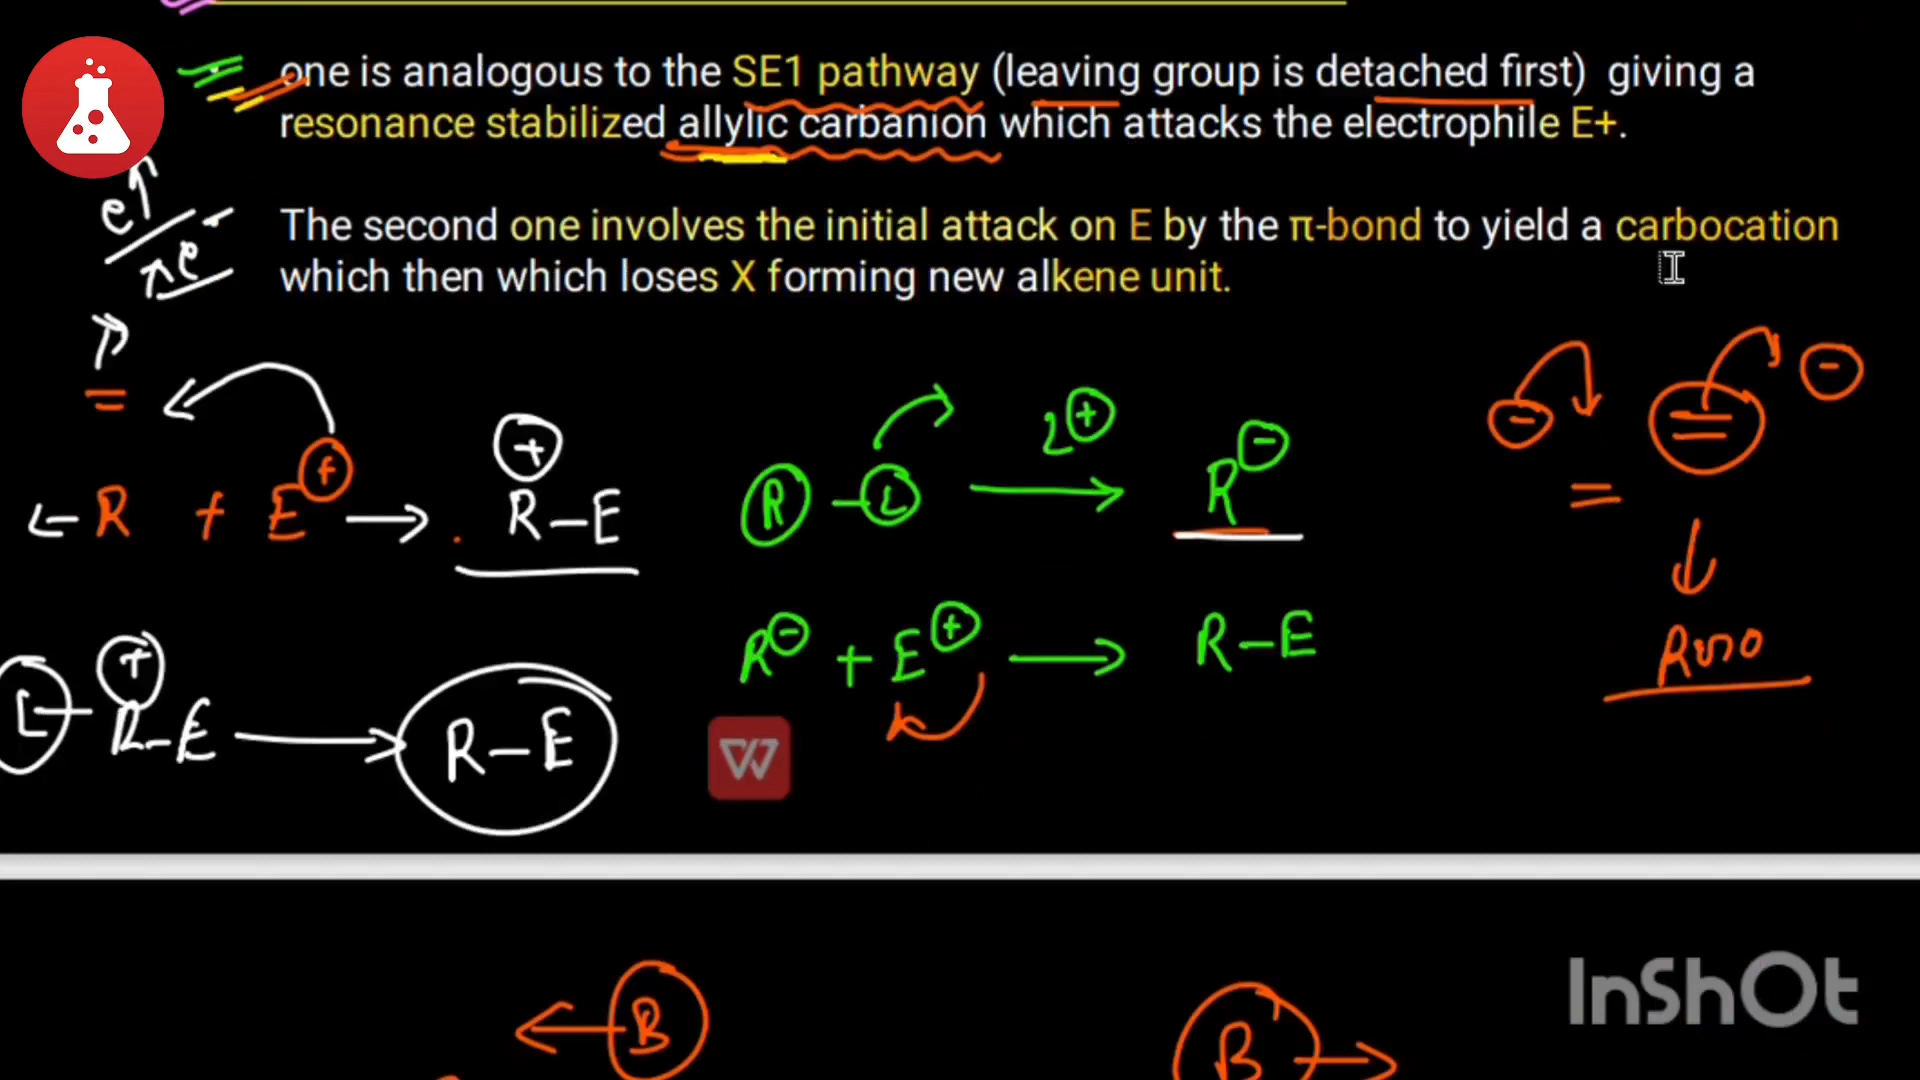 one is analogous to the SE1 pathway (leaving group is detached first) giving a
resonance stabilized allylic carbanion which attacks the electrophile E+.
The second one involves the initial attack on E by the π-bond to yield a carbocation
which then which loses X forming new alkene unit.
e
e-
=
R + E+ → R-E
+
R - L → R-
L+
- = -
=
R- + E+ → R-E
L - R-E → R-E
+
W
InShOt
B
B